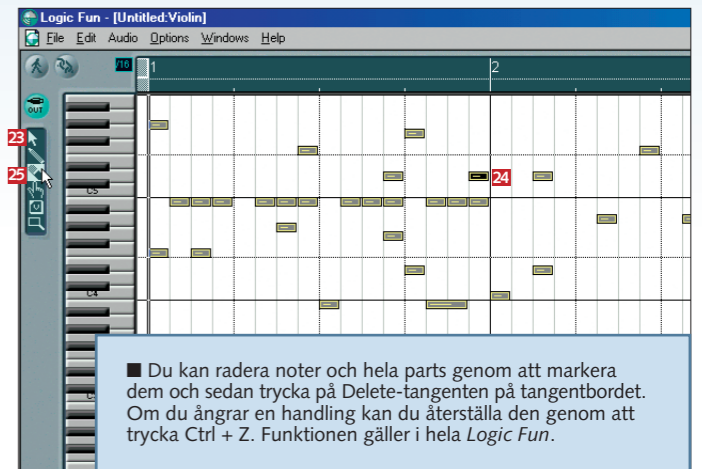 Logic Fun - [Untitled:Violin]
File Edit Audio Options Windows Help
/16 1 2
OUT
23
25 24
C5
C4
■ Du kan radera noter och hela parts genom att markera
dem och sedan trycka på Delete-tangenten på tangentbordet.
Om du ångrar en handling kan du återställa den genom att
trycka Ctrl + Z. Funktionen gäller i hela Logic Fun.